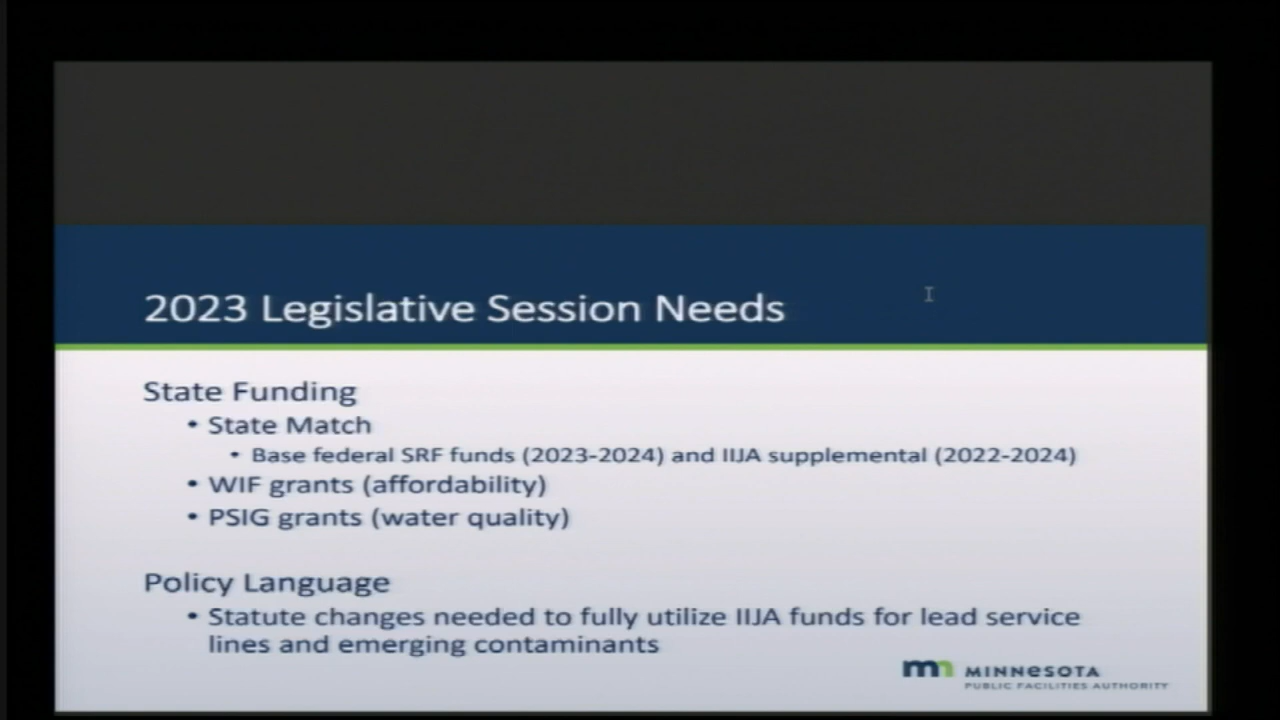 2023 Legislative Session Needs
State Funding
• State Match
• Base federal SRF funds (2023-2024) and IIJA supplemental (2022-2024)
• WIF grants (affordability)
• PSIG grants (water quality)
Policy Language
• Statute changes needed to fully utilize IIJA funds for lead service
lines and emerging contaminants
mn MINNESOTA
PUBLIC FACILITIES AUTHORITY